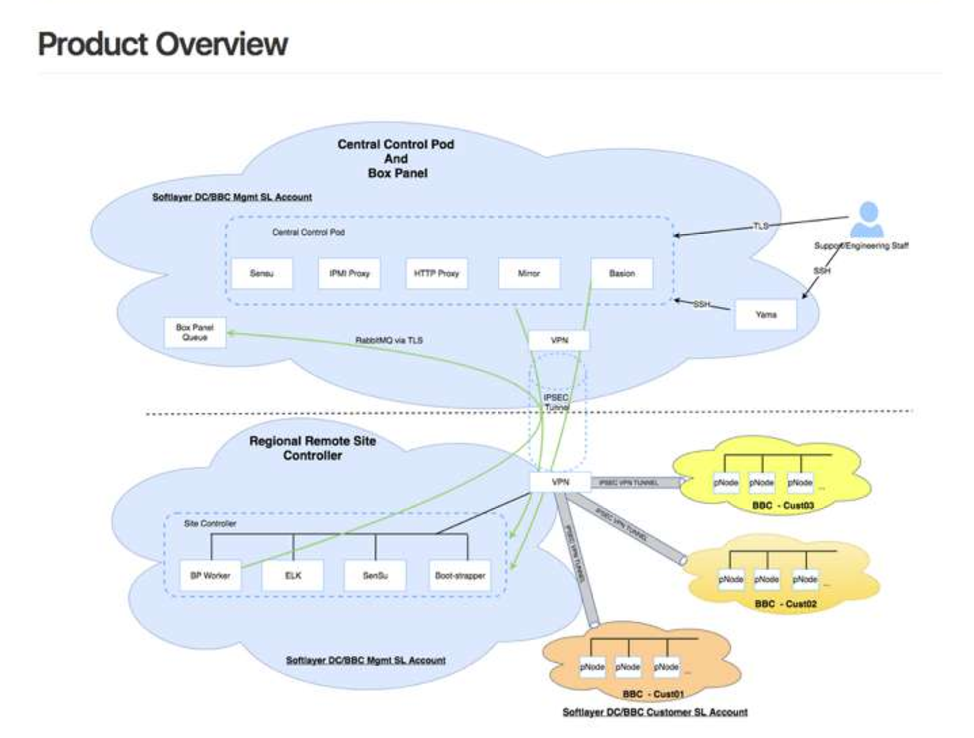 Product Overview
Central Control Pod
And
Box Panel
Softlayer DC/BBC Mgmt SL Account
Central Control Pod
TLS
Support/Engineering Staff
SSH
Sensu
IPMI Proxy
HTTP Proxy
Mirror
Basion
SSH
Yama
Box Panel
Queue
RabbitMQ via TLS
VPN
IPSEC
Tunnel
Regional Remote Site
Controller
VPN
IPSEC VPN TUNNEL
pNode
pNode
pNode
...
BBC - Cust03
Site Controller
IPSEC VPN TUNNEL
IPSEC VPN TUNNEL
BP Worker
ELK
SenSu
Boot-strapper
pNode
pNode
pNode
...
BBC - Cust02
Softlayer DC/BBC Mgmt SL Account
pNode
pNode
pNode
...
BBC - Cust01
Softlayer DC/BBC Customer SL Account